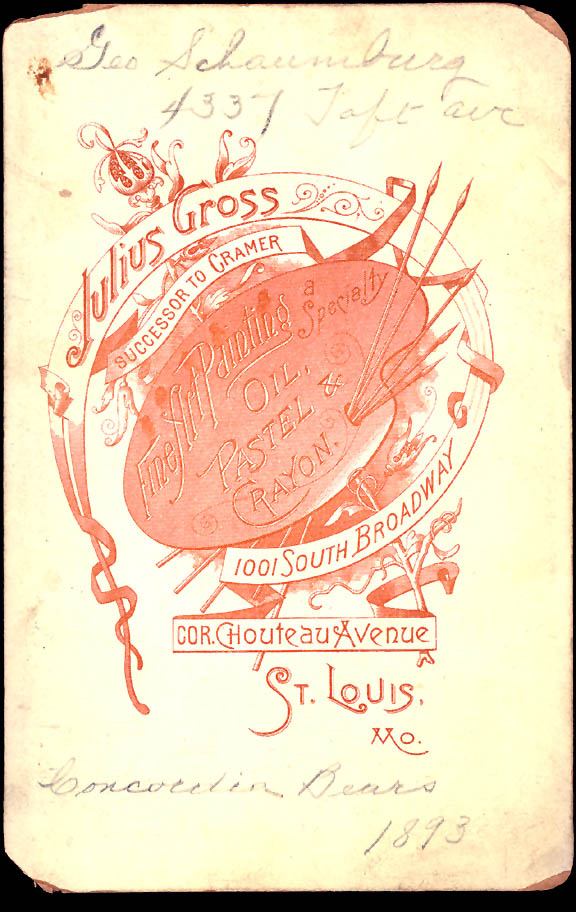 Geo Schaumburg
4337 Taft ave
Julius Gross
SUCCESSOR TO CRAMER
Fine Art Painting
a Specialty
OIL,
PASTEL &
CRAYON.
1001 SOUTH BROADWAY
COR. CHouteau AVenue
ST. LOUIS,
MO.
Concordia Bears
1893